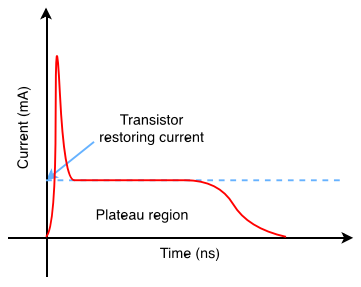 Current (mA)
Transistor
restoring current
Plateau region
Time (ns)